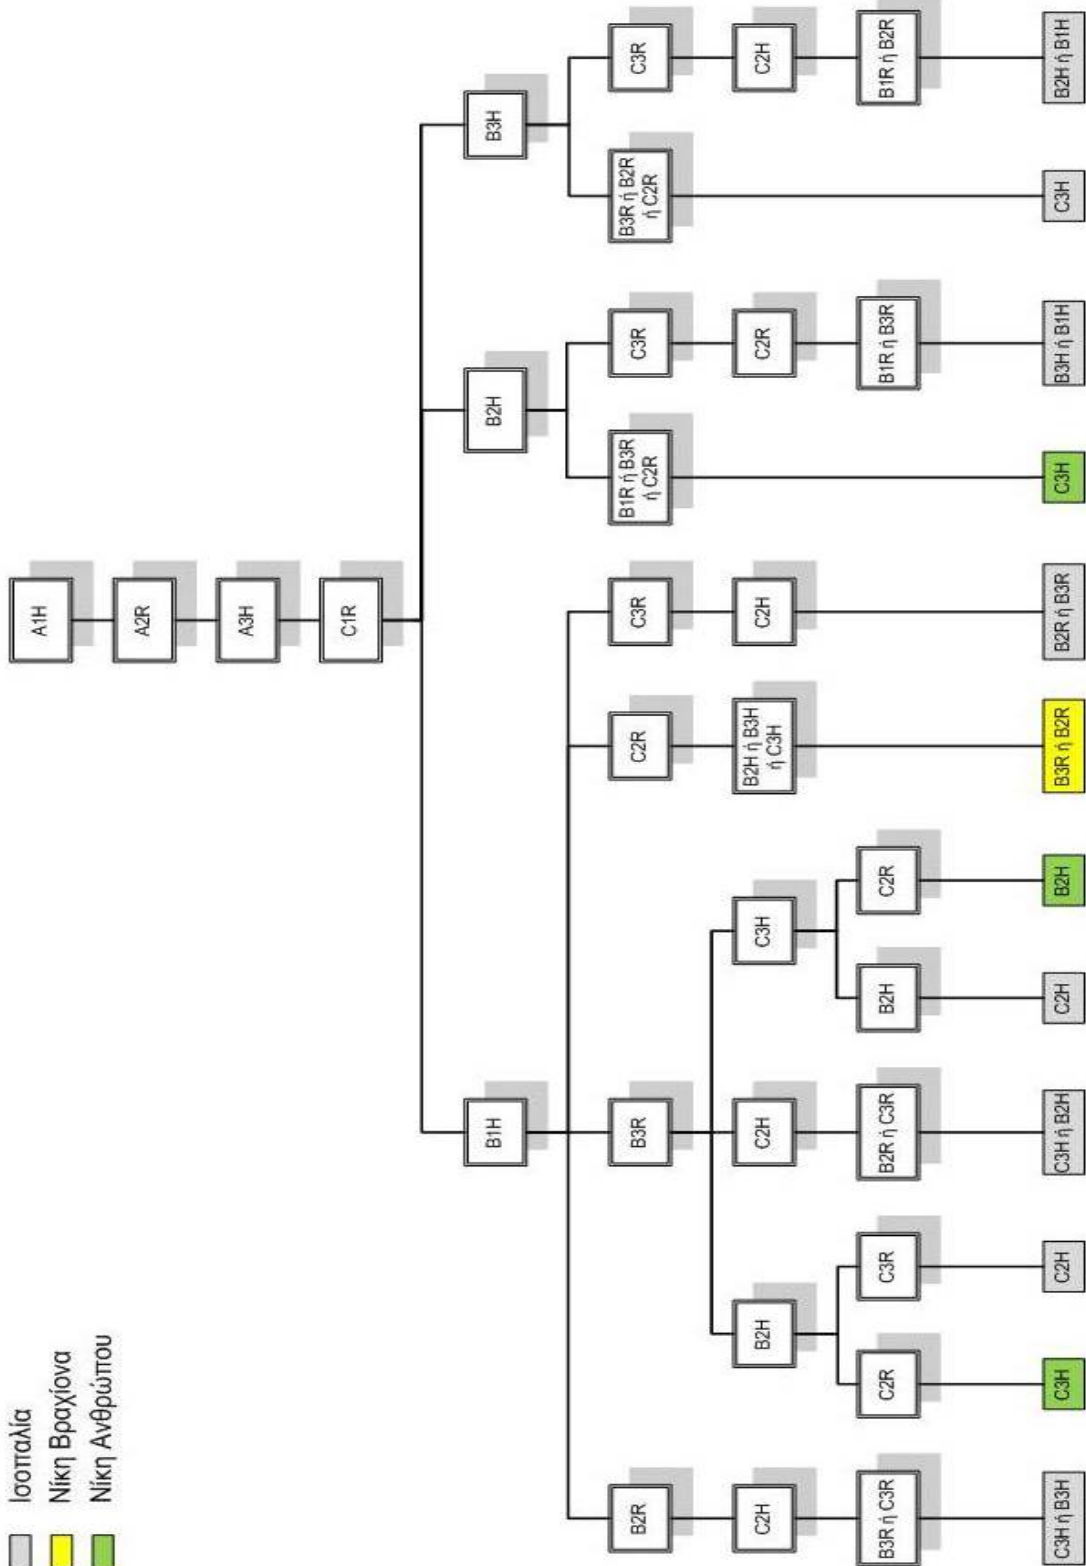 Ισοπαλία
Νίκη Βραχίονα
Νίκη Ανθρώπου
A1H
A2R
A3H
C1R
B1H
B2H
B3H
B2R
B3R
C2R
C3R
B1R ή B3R
ή C2R
C3R
B3R ή B2R
ή C2R
C3R
C2H
B2H
C2H
C3H
B2H ή B3H
ή C3H
C2H
C2R
C2H
B3R ή C3R
C2R
C3R
B2R ή C3R
B2H
C2R
B1R ή B3R
B1R ή B2R
C3H ή B3H
C3H
C2H
C3H ή B2H
C2H
B2H
B3R ή B2R
B2R ή B3R
C3H
B3H ή B1H
C3H
B2H ή B1H